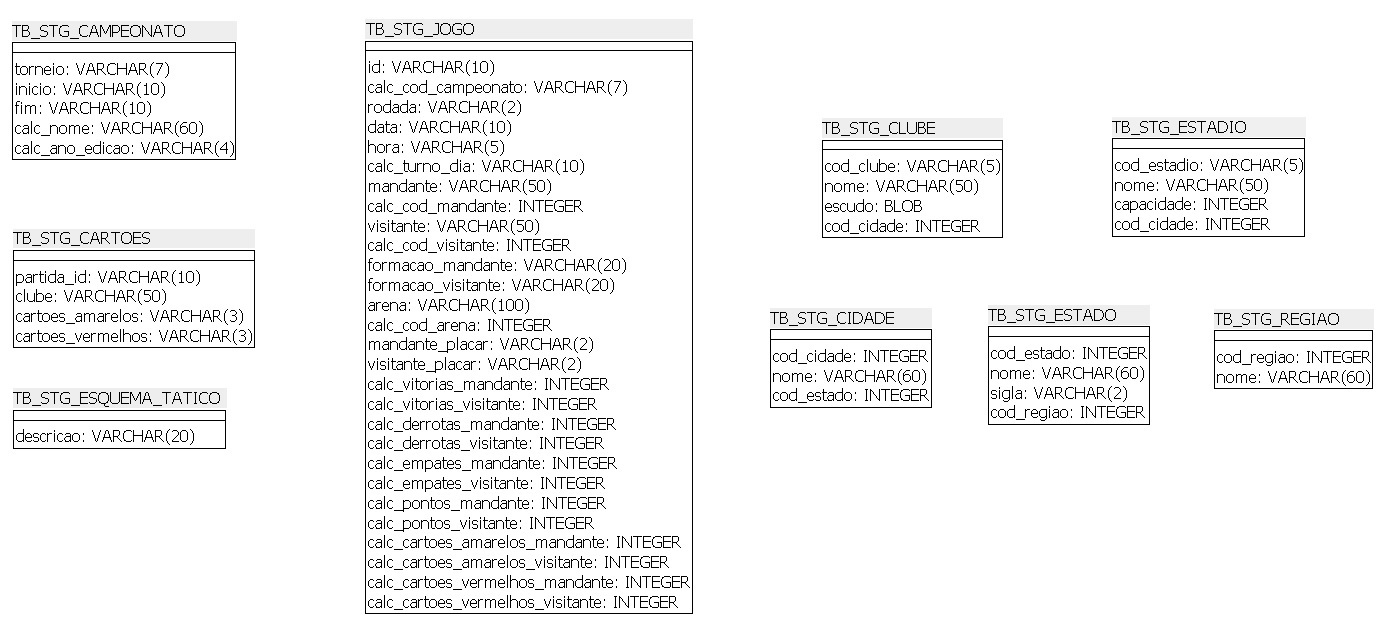 TB_STG_CAMPEONATO
torneio: VARCHAR(7)
inicio: VARCHAR(10)
fim: VARCHAR(10)
calc_nome: VARCHAR(60)
calc_ano_edicao: VARCHAR(4)
TB_STG_CARTOES
partida_id: VARCHAR(10)
clube: VARCHAR(50)
cartoes_amarelos: VARCHAR(3)
cartoes_vermelhos: VARCHAR(3)
TB_STG_ESQUEMA_TATICO
descricao: VARCHAR(20)
TB_STG_JOGO
id: VARCHAR(10)
calc_cod_campeonato: VARCHAR(7)
rodada: VARCHAR(2)
data: VARCHAR(10)
hora: VARCHAR(5)
calc_turno_dia: VARCHAR(10)
mandante: VARCHAR(50)
calc_cod_mandante: INTEGER
visitante: VARCHAR(50)
calc_cod_visitante: INTEGER
formacao_mandante: VARCHAR(20)
formacao_visitante: VARCHAR(20)
arena: VARCHAR(100)
calc_cod_arena: INTEGER
mandante_placar: VARCHAR(2)
visitante_placar: VARCHAR(2)
calc_vitorias_mandante: INTEGER
calc_vitorias_visitante: INTEGER
calc_derrotas_mandante: INTEGER
calc_derrotas_visitante: INTEGER
calc_empates_mandante: INTEGER
calc_empates_visitante: INTEGER
calc_pontos_mandante: INTEGER
calc_pontos_visitante: INTEGER
calc_cartoes_amarelos_mandante: INTEGER
calc_cartoes_amarelos_visitante: INTEGER
calc_cartoes_vermelhos_mandante: INTEGER
calc_cartoes_vermelhos_visitante: INTEGER
TB_STG_CLUBE
cod_clube: VARCHAR(5)
nome: VARCHAR(50)
escudo: BLOB
cod_cidade: INTEGER
TB_STG_ESTADIO
cod_estadio: VARCHAR(5)
nome: VARCHAR(50)
capacidade: INTEGER
cod_cidade: INTEGER
TB_STG_CIDADE
cod_cidade: INTEGER
nome: VARCHAR(60)
cod_estado: INTEGER
TB_STG_ESTADO
cod_estado: INTEGER
nome: VARCHAR(60)
sigla: VARCHAR(2)
cod_regiao: INTEGER
TB_STG_REGIAO
cod_regiao: INTEGER
nome: VARCHAR(60)